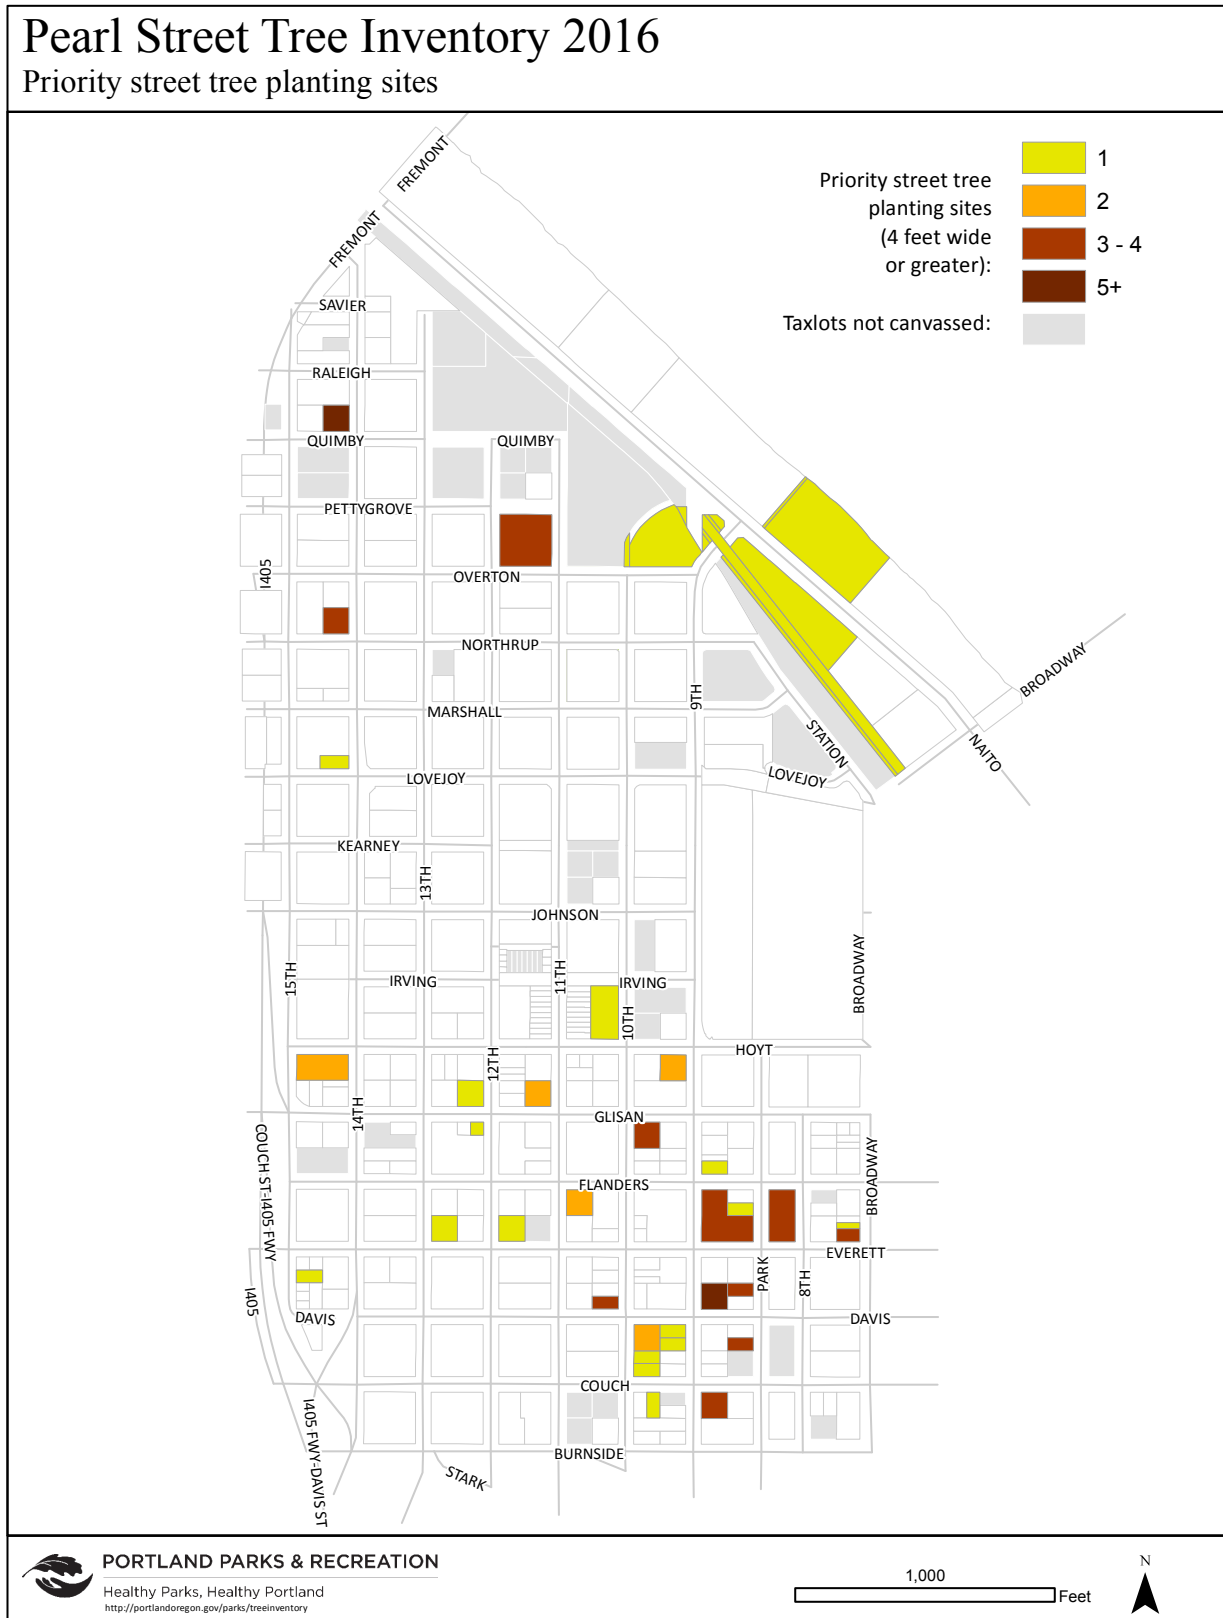 Pearl Street Tree Inventory 2016
Priority street tree planting sites
Priority street tree
planting sites
(4 feet wide
or greater):
1
2
3 - 4
5+
Taxlots not canvassed:
FREMONT
FREMONT
SAVIER
RALEIGH
QUIMBY
QUIMBY
PETTYGROVE
I405
OVERTON
NORTHRUP
BROADWAY
9TH
MARSHALL
STATION
NAITO
LOVEJOY
LOVEJOY
KEARNEY
13TH
JOHNSON
BROADWAY
15TH
IRVING
11TH
IRVING
10TH
HOYT
12TH
14TH
GLISAN
COUCH ST-I405 FWY
BROADWAY
FLANDERS
EVERETT
PARK
8TH
I405
DAVIS
DAVIS
COUCH
I405 FWY-DAVIS ST
BURNSIDE
STARK
PORTLAND PARKS & RECREATION
Healthy Parks, Healthy Portland
http://portlandoregon.gov/parks/treeinventory
1,000
Feet
N